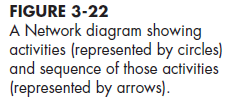 FIGURE 3-22
A Network diagram showing
activities (represented by circles)
and sequence of those activities
(represented by arrows).